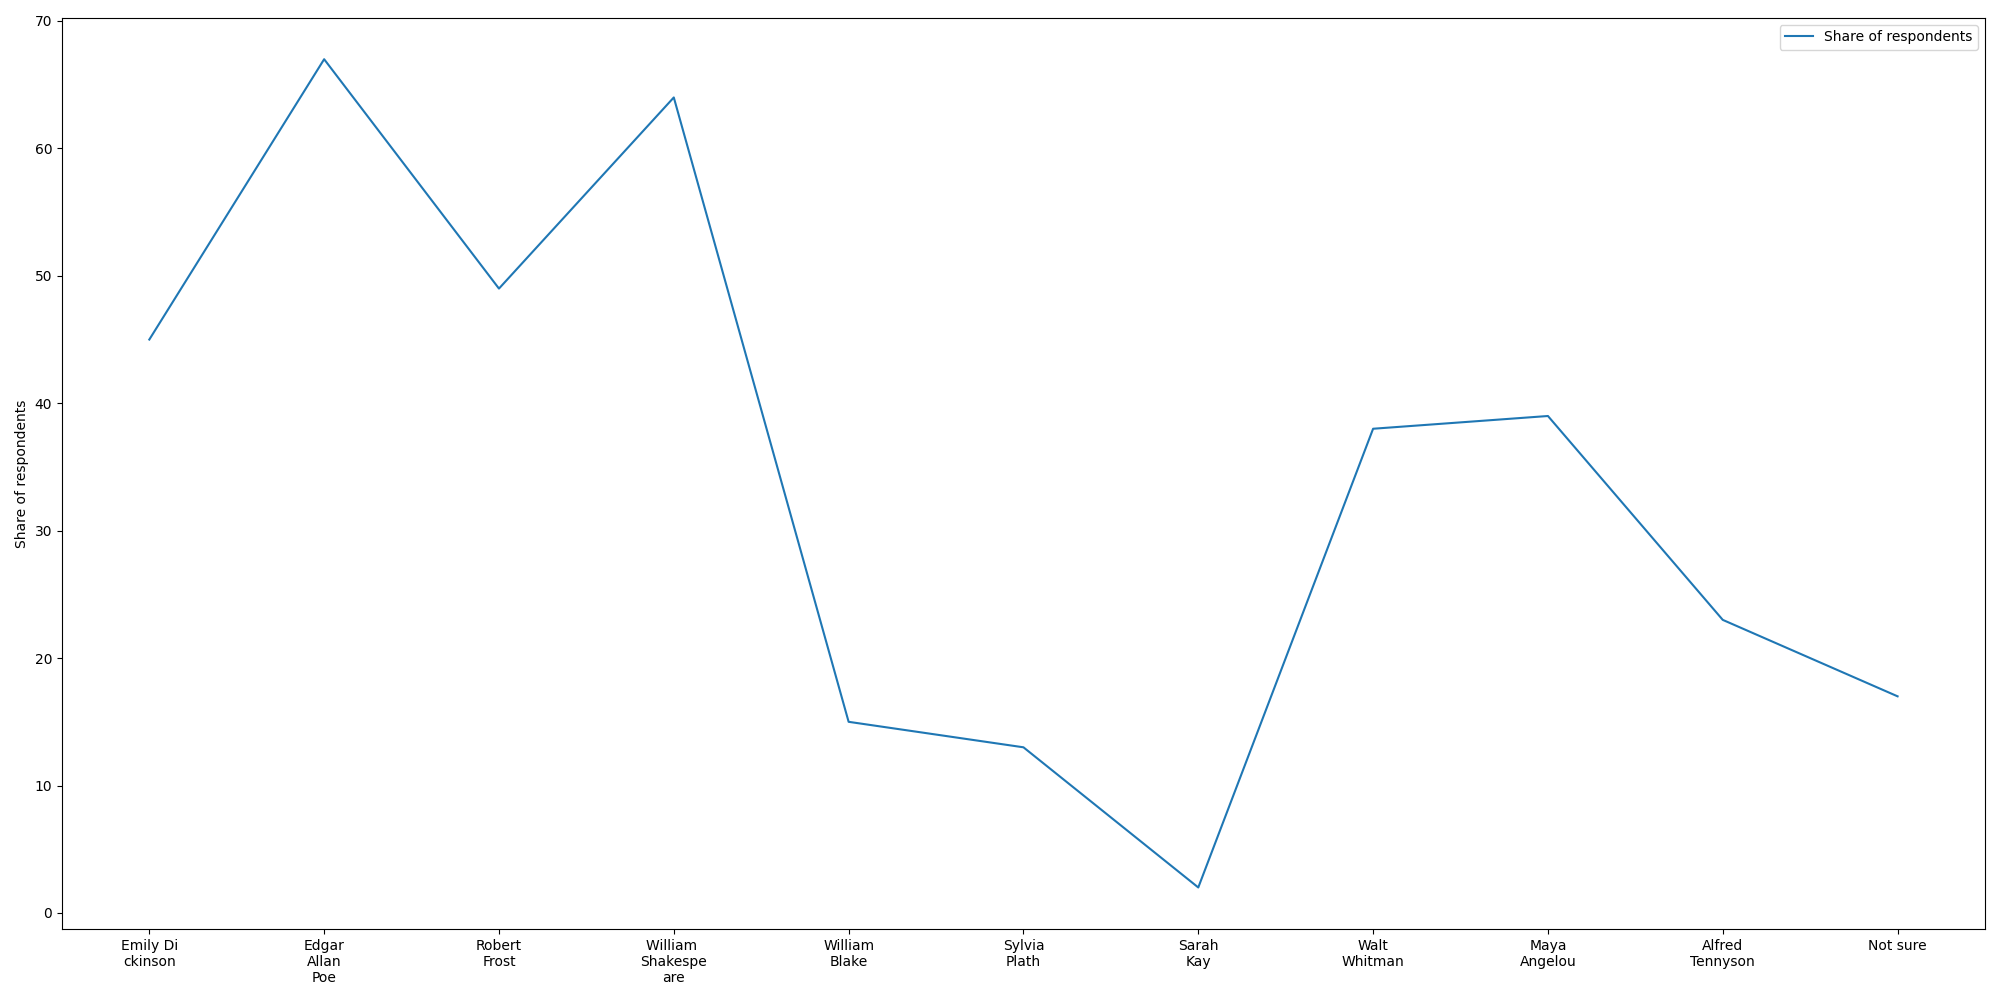 70
60
50
40
30
20
10
0
Share of respondents
Share of respondents
Emily Di
ckinson
Edgar
Allan
Poe
Robert
Frost
William
Shakespe
are
William
Blake
Sylvia
Plath
Sarah
Kay
Walt
Whitman
Maya
Angelou
Alfred
Tennyson
Not sure